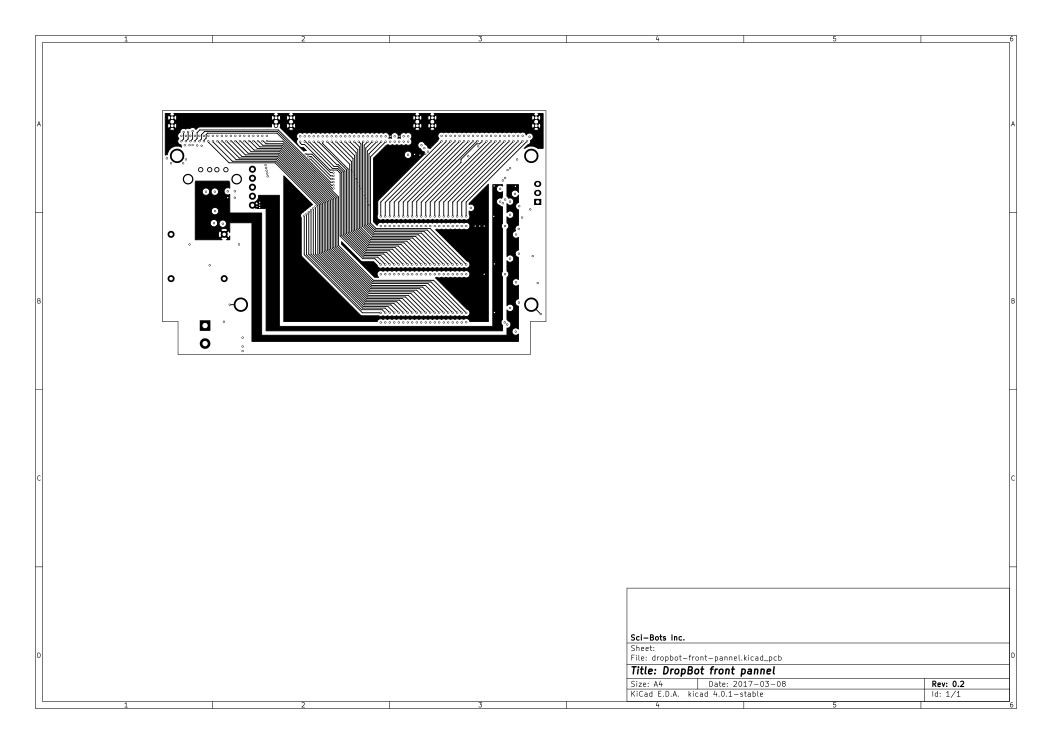 1 2 3 4 5 6
A A
B B
C C
Sci-Bots Inc.
Sheet:
File: dropbot-front-pannel.kicad_pcb
D D
Title: DropBot front pannel
Size: A4 Date: 2017-03-08 Rev: 0.2
KiCad E.D.A. kicad 4.0.1-stable Id: 1/1
1 2 3 4 5 6